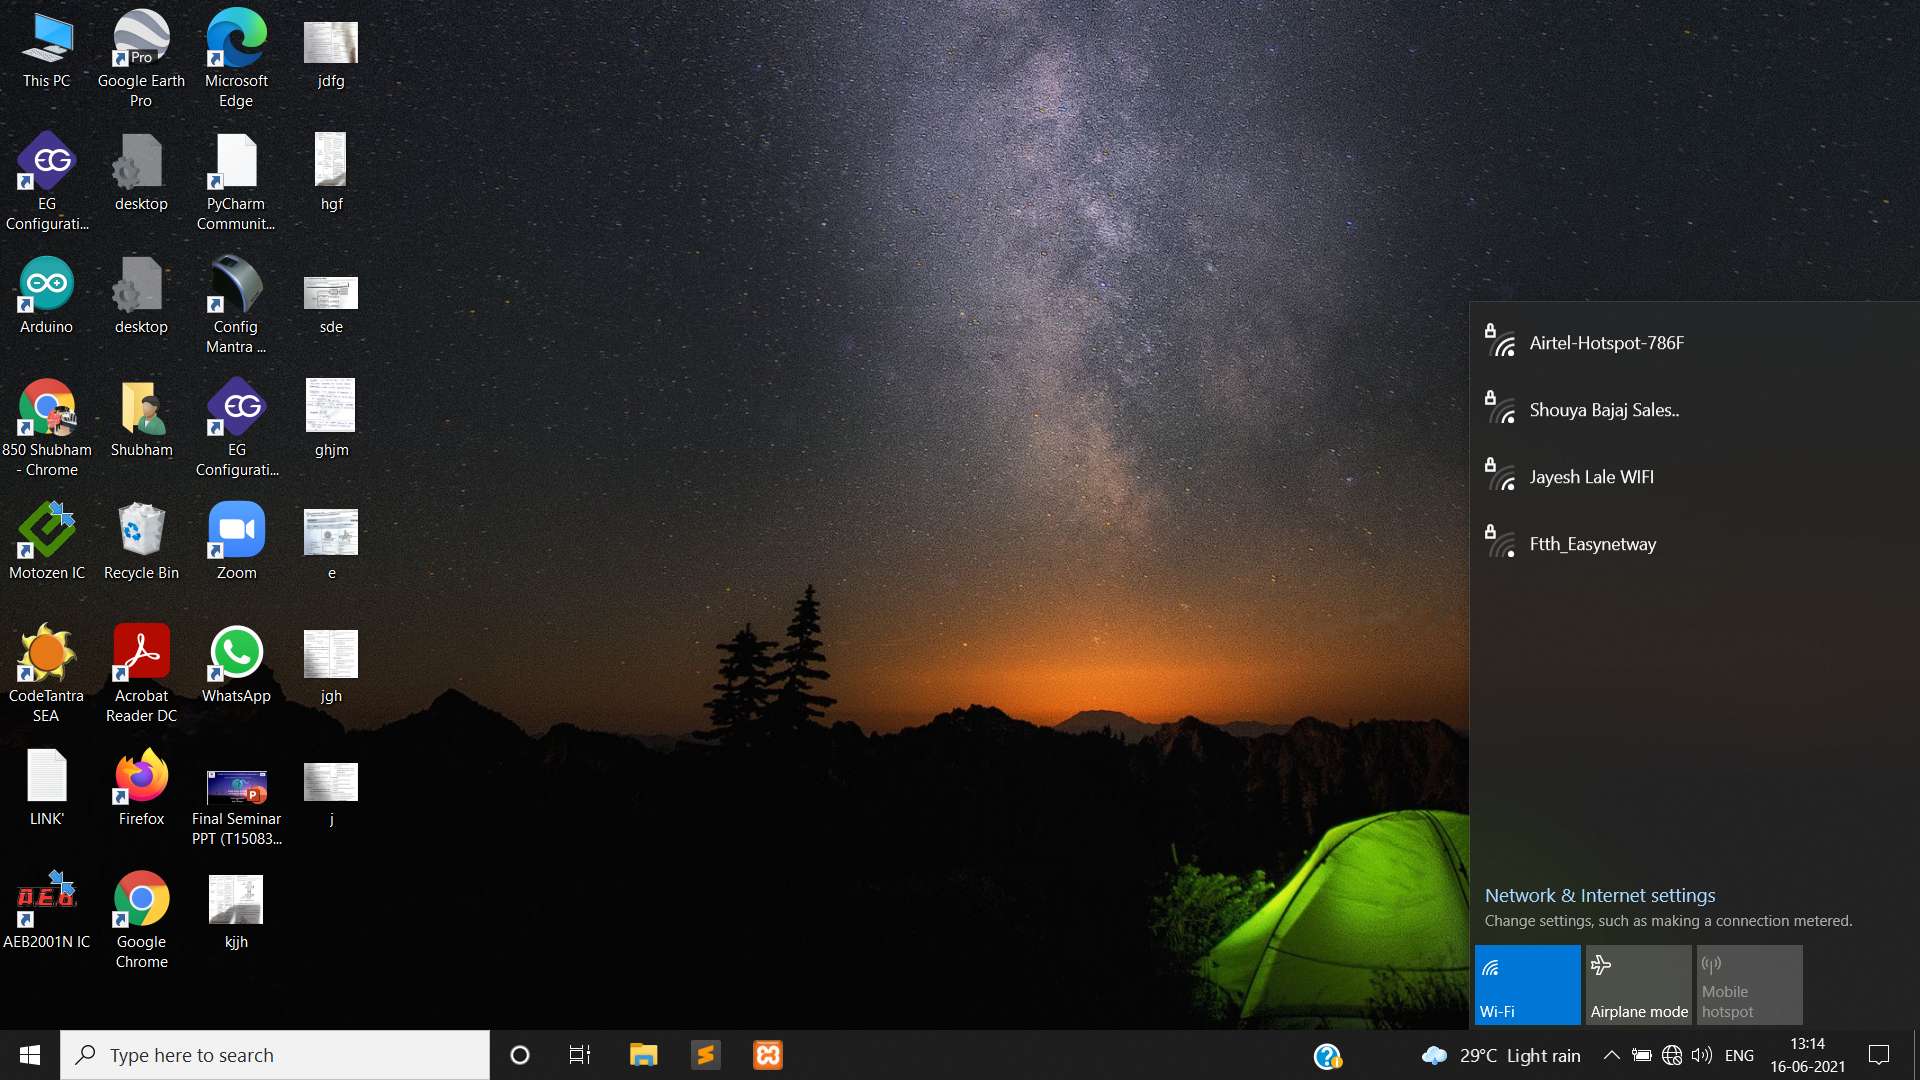 This PC
Google Earth
Pro
Pro
Microsoft
Edge
jdfg
EG
EG
Configurati...
desktop
PyCharm
Communit...
hgf
Arduino
desktop
Config
Mantra ...
sde
850 Shubham
- Chrome
Shubham
EG
EG
Configurati...
ghjm
Motozen IC
Recycle Bin
Zoom
e
CodeTantra
SEA
Acrobat
Reader DC
WhatsApp
jgh
LINK'
Firefox
P
Final Seminar
PPT (T15083...
j
AEB2001N IC
Google
Chrome
kjjh
Airtel-Hotspot-786F
Shouya Bajaj Sales..
Jayesh Lale WIFI
Ftth_Easynetway
Network & Internet settings
Change settings, such as making a connection metered.
Wi-Fi
Airplane mode
Mobile
hotspot
Type here to search
29°C Light rain
ENG
13:14
16-06-2021